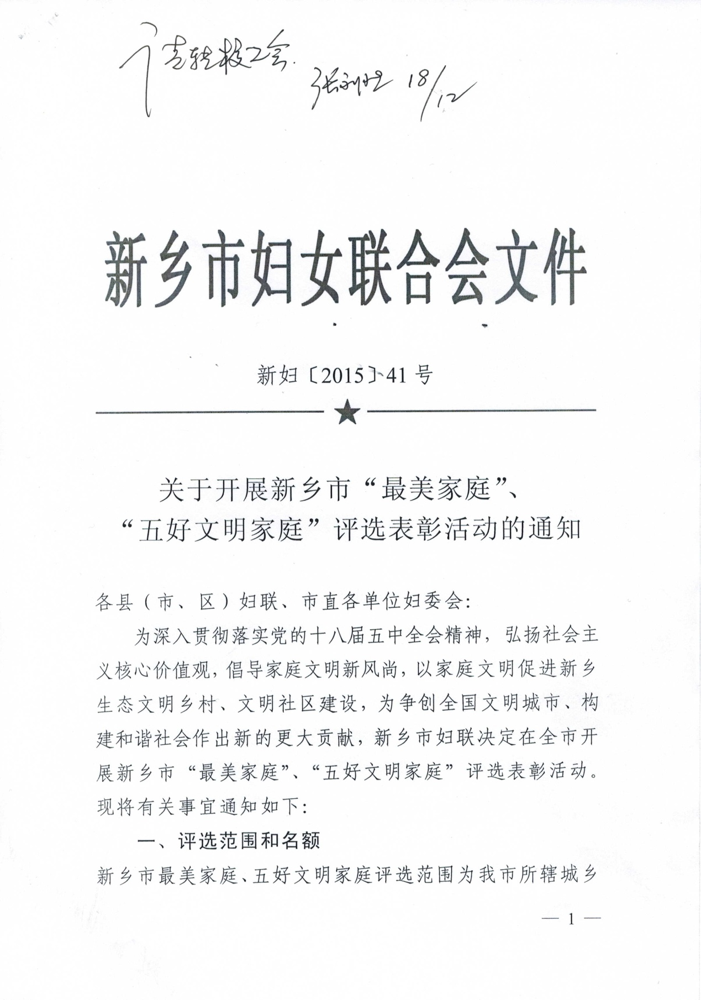 请转校工会.
18/12
新乡市妇女联合会文件
新妇〔2015〕41 号
关于开展新乡市“最美家庭”、
“五好文明家庭”评选表彰活动的通知
各县（市、区）妇联、市直各单位妇委会：
为深入贯彻落实党的十八届五中全会精神，弘扬社会主
义核心价值观，倡导家庭文明新风尚，以家庭文明促进新乡
生态文明乡村、文明社区建设，为争创全国文明城市、构
建和谐社会作出新的更大贡献，新乡市妇联决定在全市开
展新乡市“最美家庭”、“五好文明家庭”评选表彰活动。
现将有关事宜通知如下：
一、评选范围和名额
新乡市最美家庭、五好文明家庭评选范围为我市所辖城乡
— 1 —